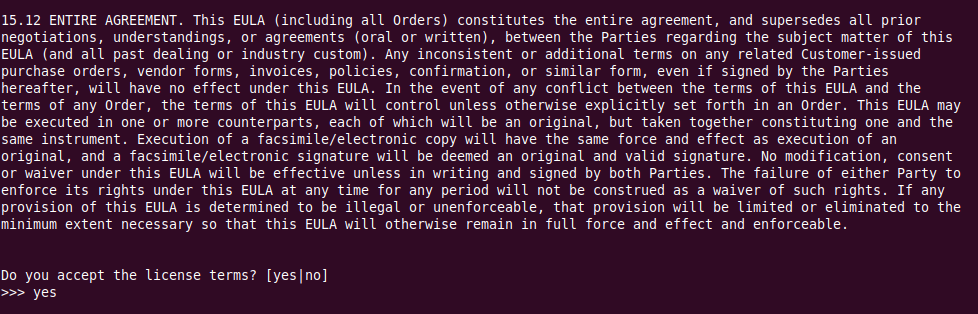 15.12 ENTIRE AGREEMENT. This EULA (including all Orders) constitutes the entire agreement, and supersedes all prior
negotiations, understandings, or agreements (oral or written), between the Parties regarding the subject matter of this
EULA (and all past dealing or industry custom). Any inconsistent or additional terms on any related Customer-issued
purchase orders, vendor forms, invoices, policies, confirmation, or similar form, even if signed by the Parties
hereafter, will have no effect under this EULA. In the event of any conflict between the terms of this EULA and the
terms of any Order, the terms of this EULA will control unless otherwise explicitly set forth in an Order. This EULA may
be executed in one or more counterparts, each of which will be an original, but taken together constituting one and the
same instrument. Execution of a facsimile/electronic copy will have the same force and effect as execution of an
original, and a facsimile/electronic signature will be deemed an original and valid signature. No modification, consent
or waiver under this EULA will be effective unless in writing and signed by both Parties. The failure of either Party to
enforce its rights under this EULA at any time for any period will not be construed as a waiver of such rights. If any
provision of this EULA is determined to be illegal or unenforceable, that provision will be limited or eliminated to the
minimum extent necessary so that this EULA will otherwise remain in full force and effect and enforceable.
Do you accept the license terms? [yes|no]
>>> yes